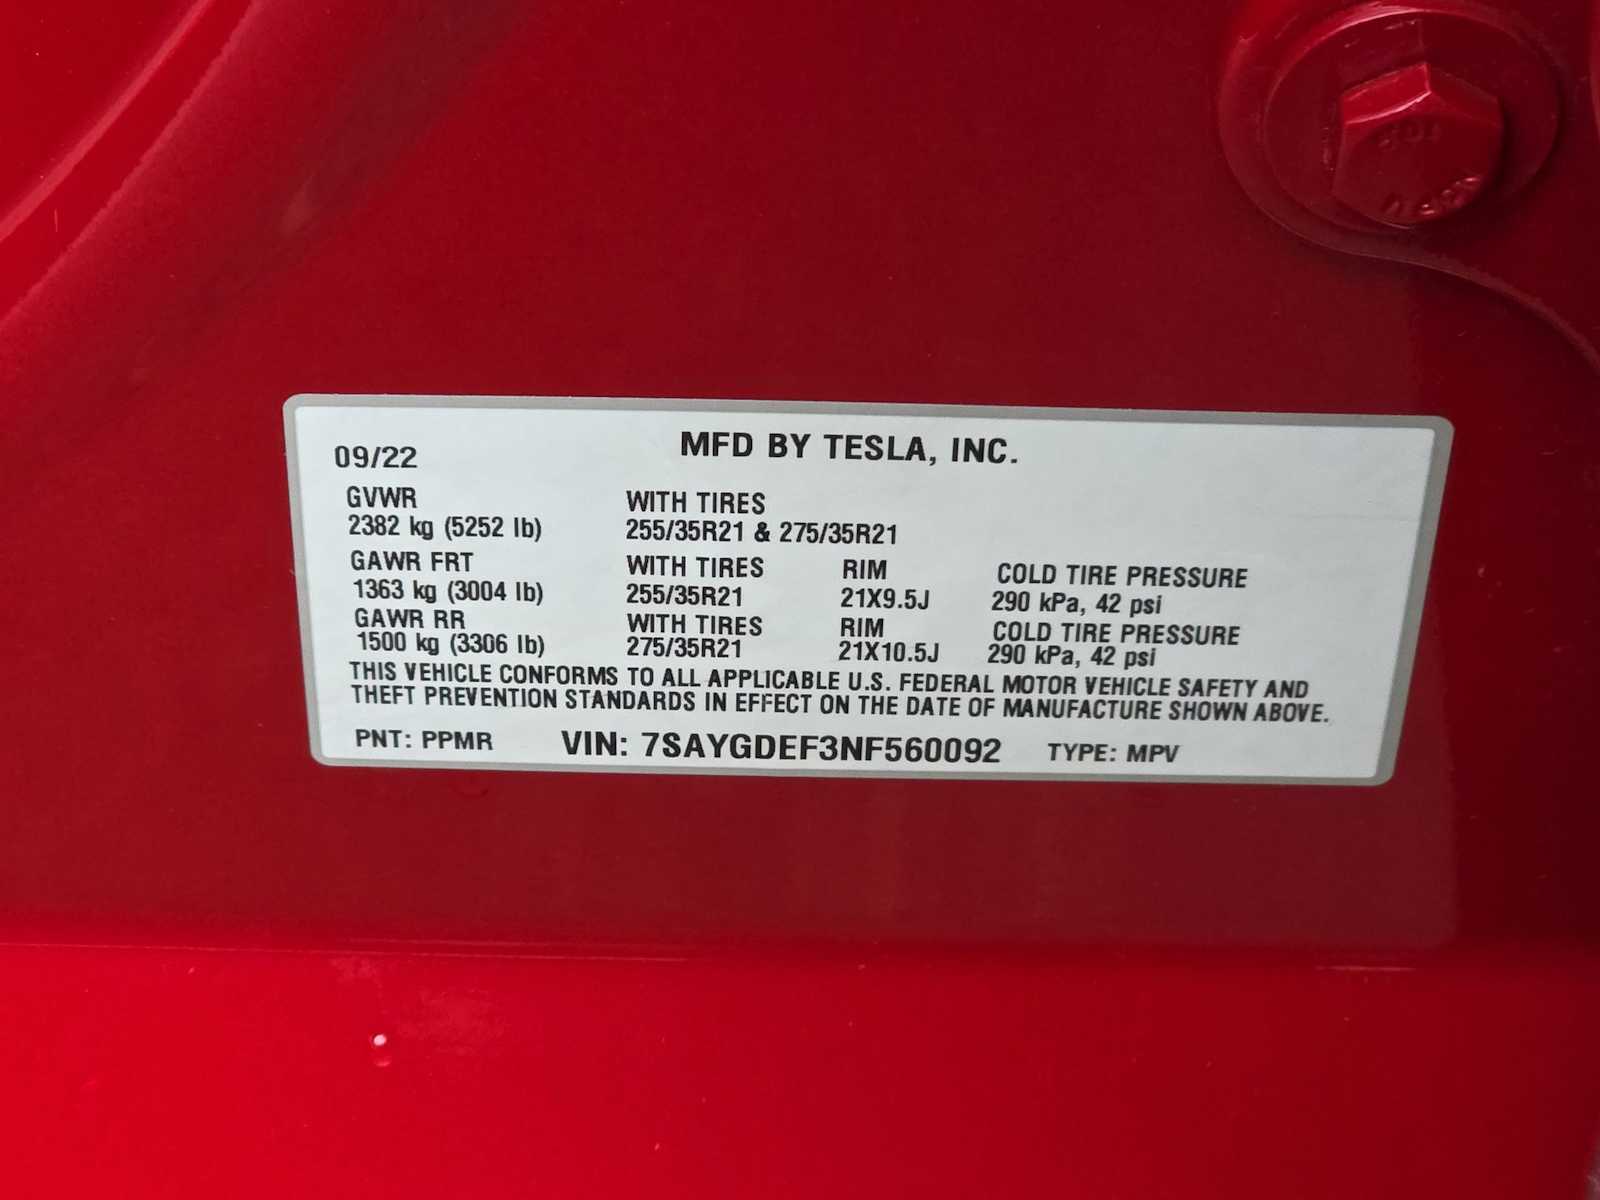 09/22 MFD BY TESLA, INC.
GVWR WITH TIRES
2382 kg (5252 lb) 255/35R21 & 275/35R21
GAWR FRT WITH TIRES RIM COLD TIRE PRESSURE
1363 kg (3004 lb) 255/35R21 21X9.5J 290 kPa, 42 psi
GAWR RR WITH TIRES RIM COLD TIRE PRESSURE
1500 kg (3306 lb) 275/35R21 21X10.5J 290 kPa, 42 psi
THIS VEHICLE CONFORMS TO ALL APPLICABLE U.S. FEDERAL MOTOR VEHICLE SAFETY AND
THEFT PREVENTION STANDARDS IN EFFECT ON THE DATE OF MANUFACTURE SHOWN ABOVE.
PNT: PPMR VIN: 7SAYGDEF3NF560092 TYPE: MPV